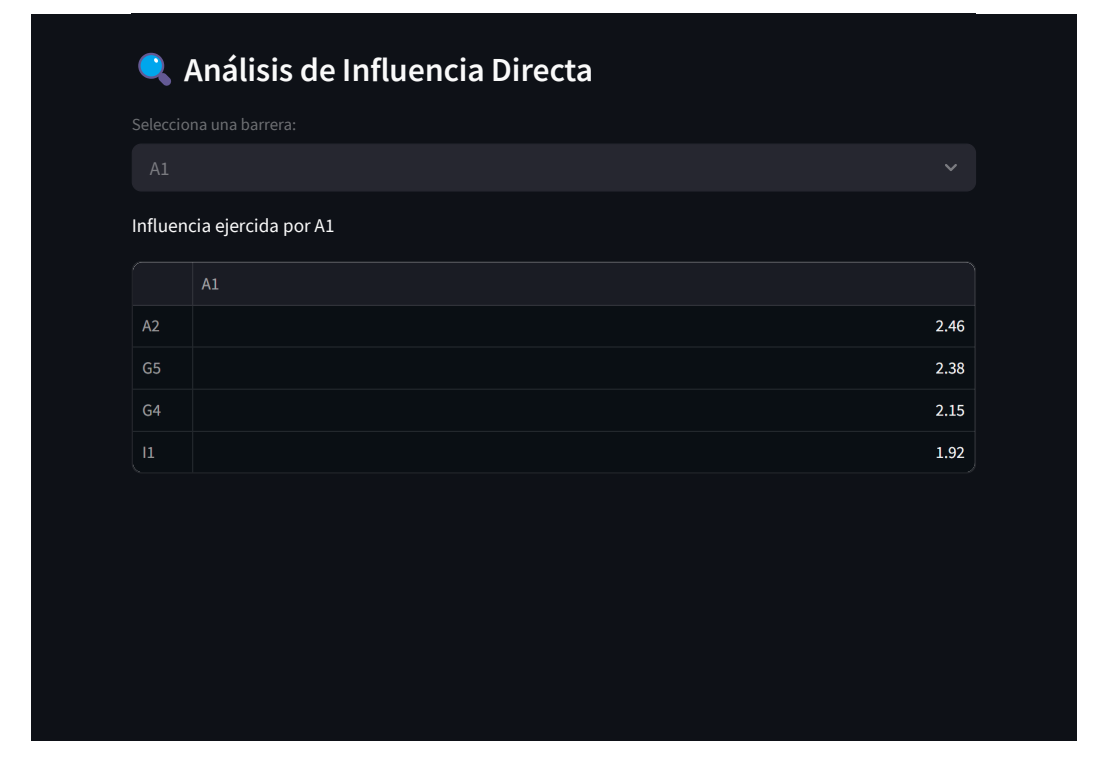 Análisis de Influencia Directa
Selecciona una barrera:
A1
Influencia ejercida por A1
A1
A2 2.46
G5 2.38
G4 2.15
I1 1.92